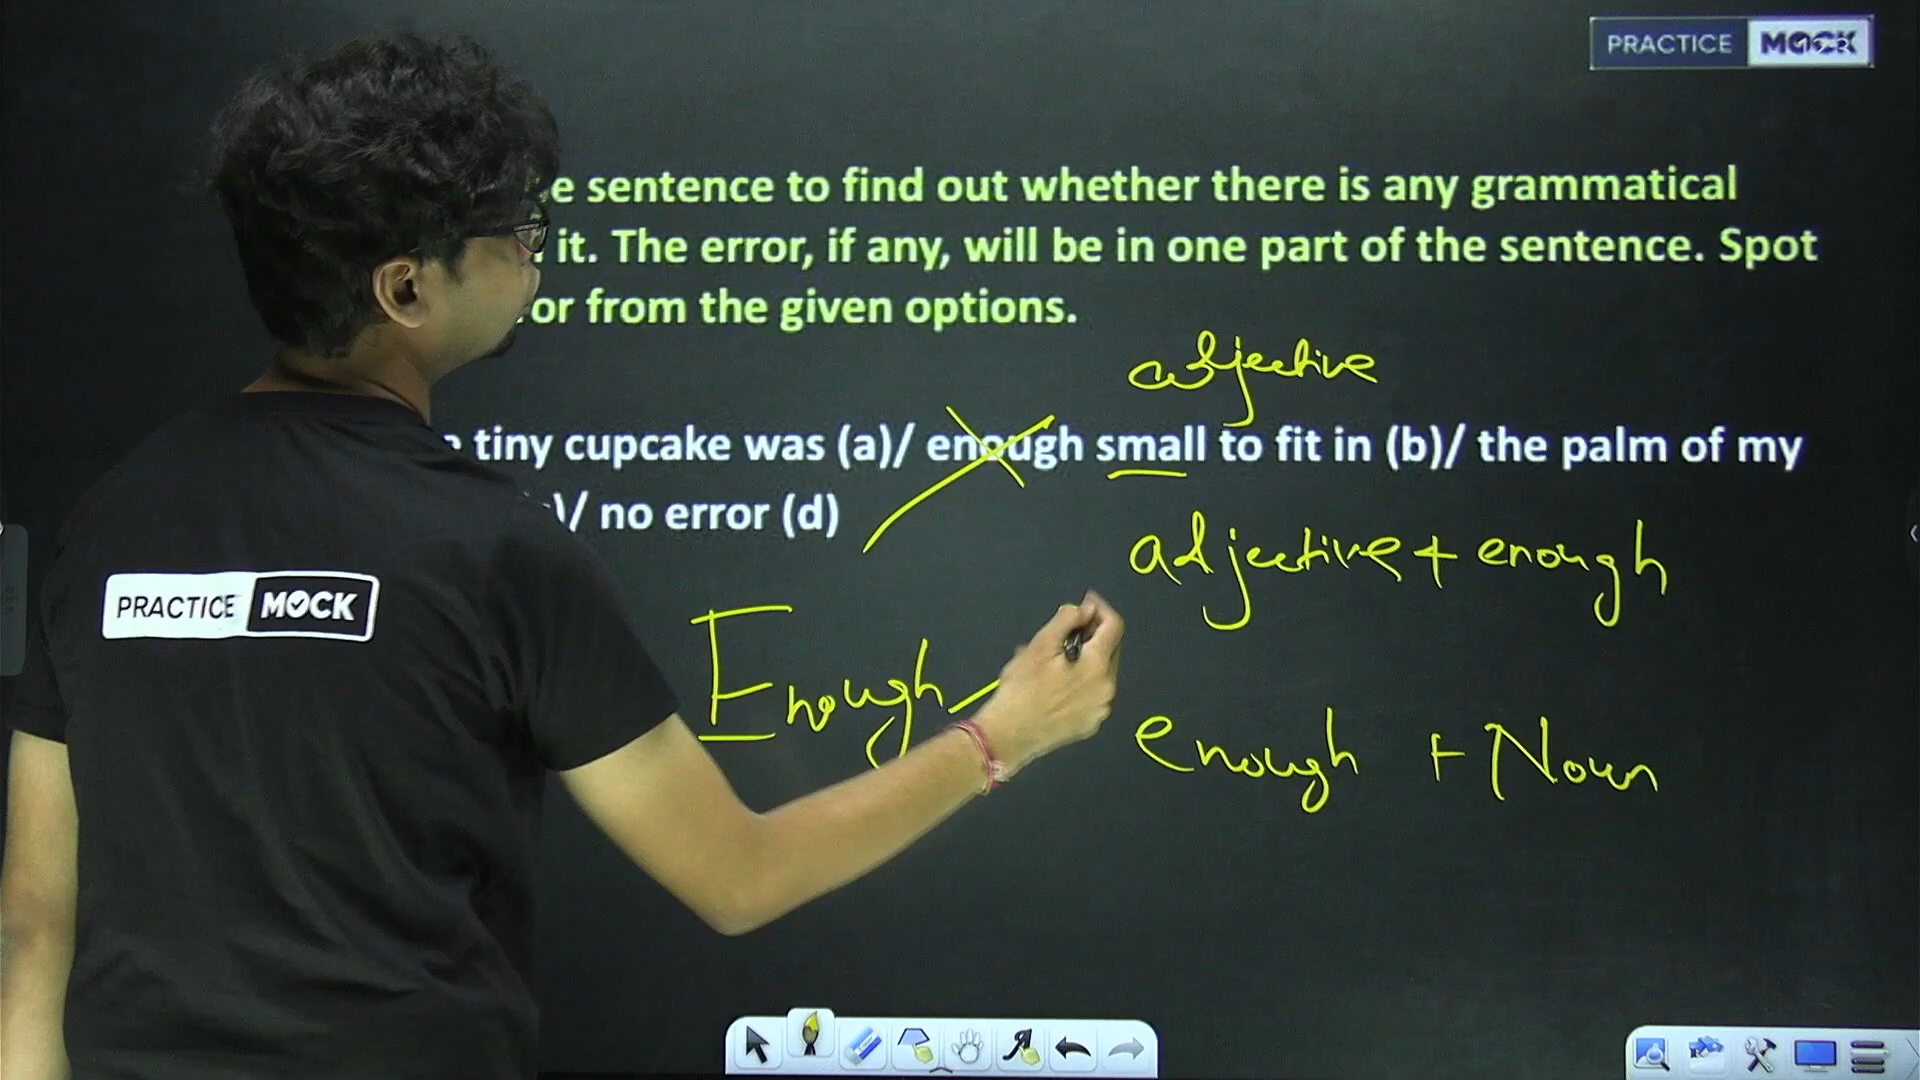 PRACTICE MOCK
sentence to find out whether there is any grammatical
it. The error, if any, will be in one part of the sentence. Spot
from the given options.
adjective
tiny cupcake was (a)/ enough small to fit in (b)/ the palm of my
/ no error (d)
adjective + enough
PRACTICE MOCK
Enough
enough + Noun